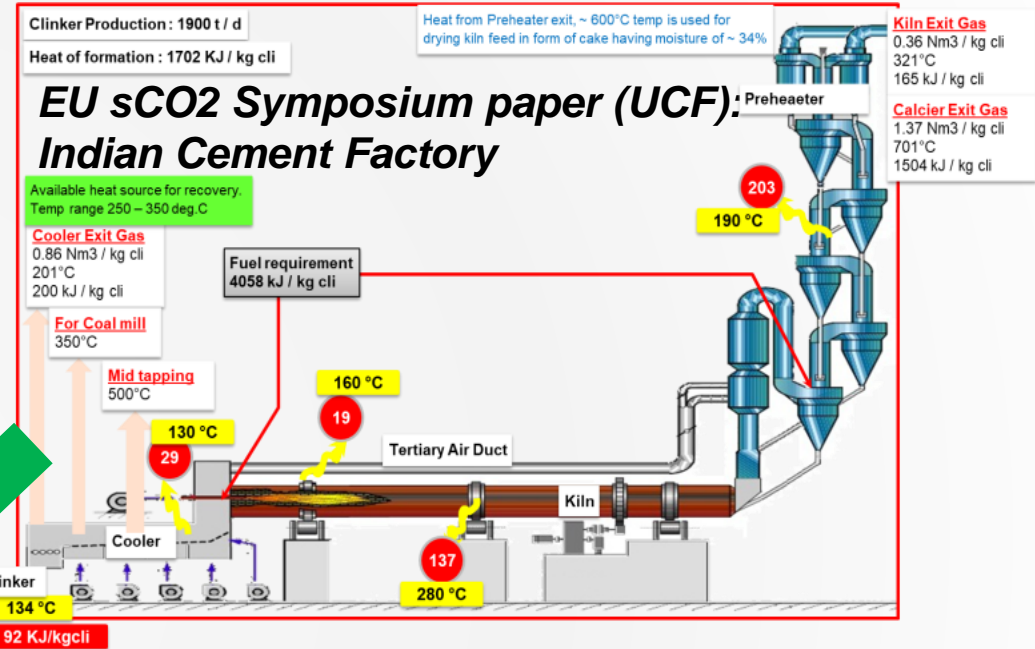 Clinker Production : 1900 t / d
Heat of formation : 1702 KJ / kg cli
Heat from Preheater exit, ~ 600°C temp is used for
drying kiln feed in form of cake having moisture of ~ 34%
Kiln Exit Gas
0.36 Nm3 / kg cli
321°C
165 kJ / kg cli
Calcier Exit Gas
1.37 Nm3 / kg cli
701°C
1504 kJ / kg cli
EU sCO2 Symposium paper (UCF):
Indian Cement Factory
Preheaeter
Available heat source for recovery.
Temp range 250 – 350 deg.C
Cooler Exit Gas
0.86 Nm3 / kg cli
201°C
200 kJ / kg cli
Fuel requirement
4058 kJ / kg cli
203
190 °C
For Coal mill
350°C
Mid tapping
500°C
160 °C
19
130 °C
29
Tertiary Air Duct
Kiln
Cooler
137
280 °C
inker
134 °C
92 KJ/kgcli